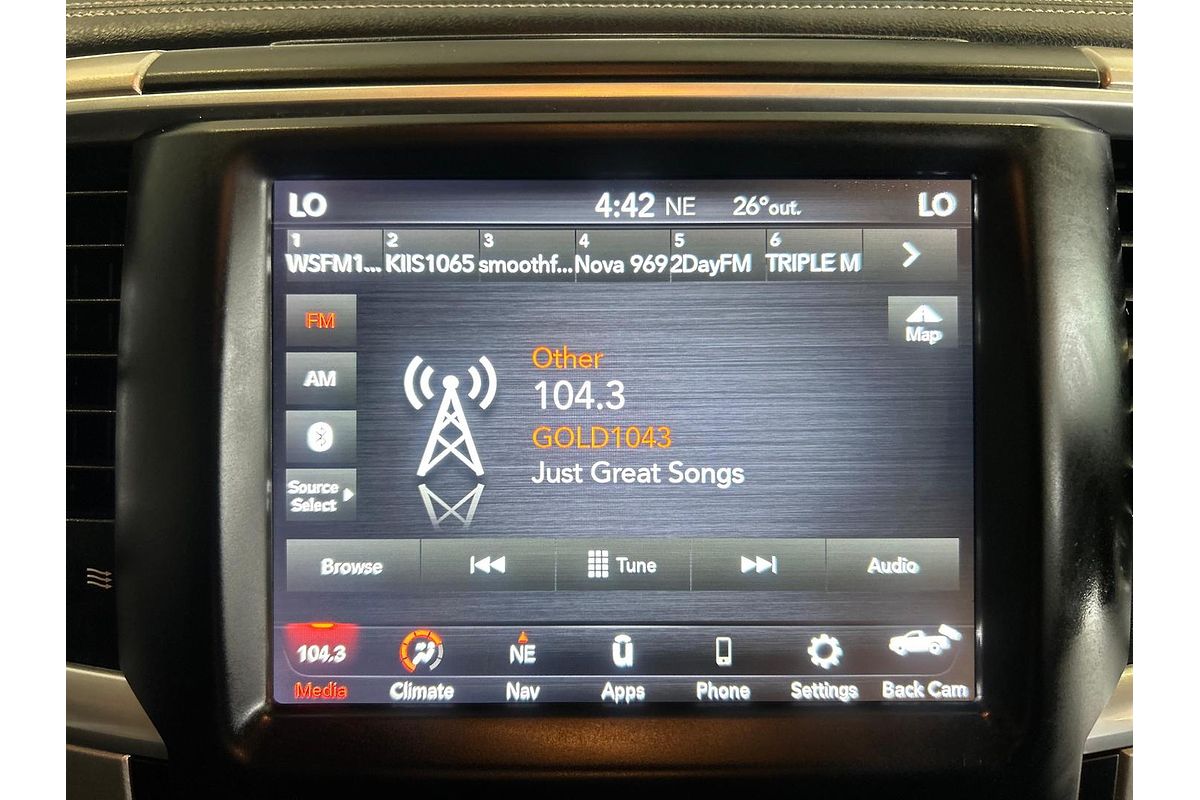 LO 4:42 NE 26°out. LO
1 2 3 4 5 6
WSFM1... KIIS1065 smoothf... Nova 969 2DayFM TRIPLE M
FM
Map
AM
Other
104.3
GOLD1043
Just Great Songs
Source
Select
Browse Tune Audio
104.3 NE
Media Climate Nav Apps Phone Settings Back Cam